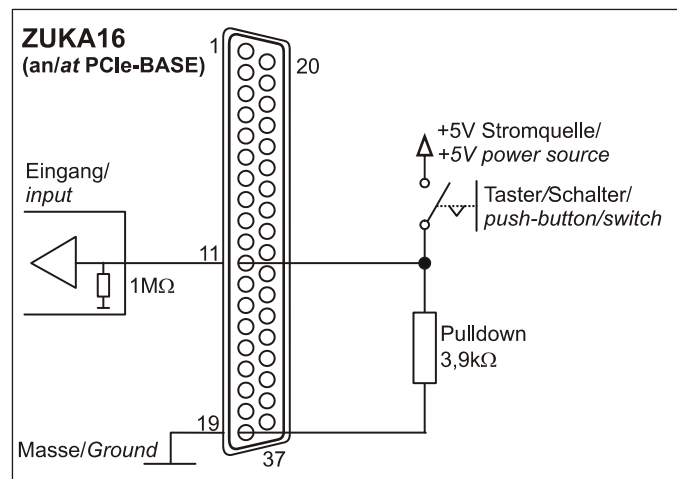 ZUKA16
(an/at PCIe-BASE)
1
20
+5V Stromquelle/
+5V power source
Eingang/
input
Taster/Schalter/
push-button/switch
11
1MΩ
Pulldown
3,9kΩ
19
Masse/Ground
37